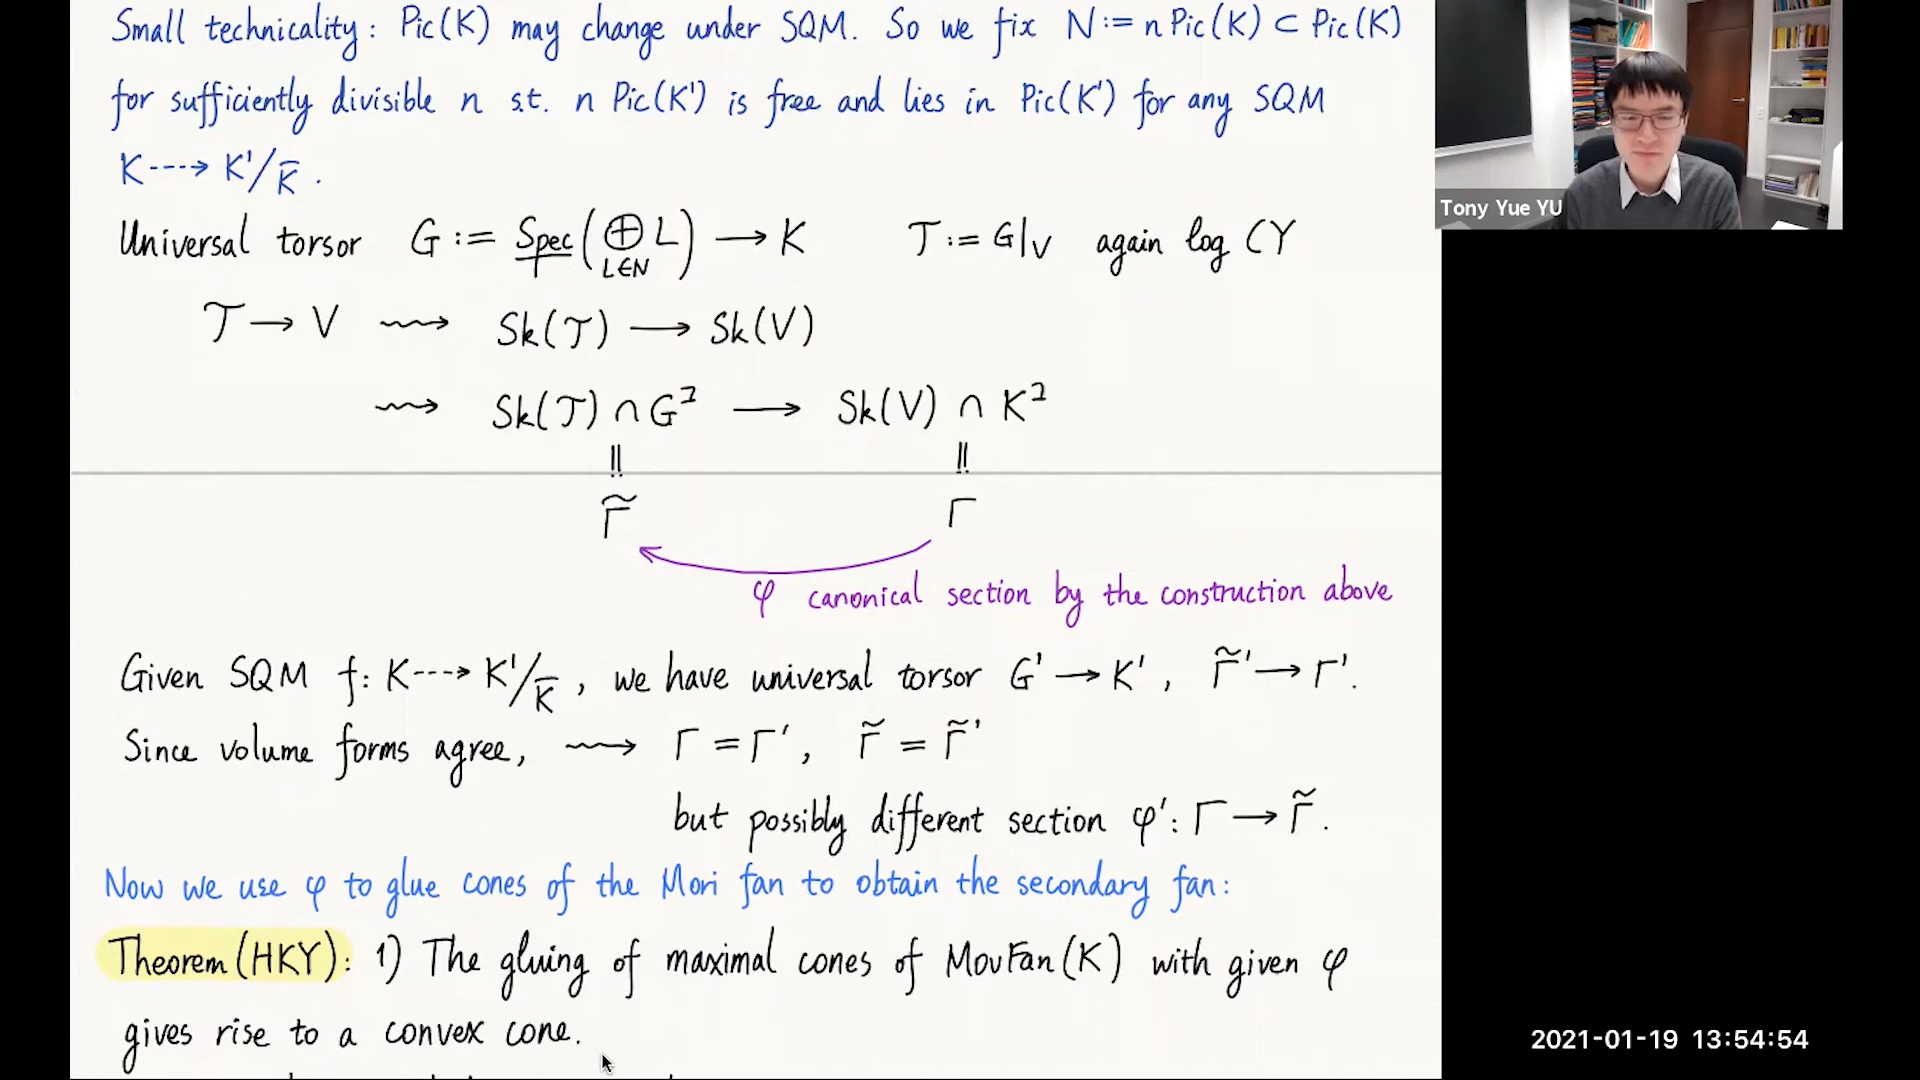 Small technicality: Pic(K) may change under SQM. So we fix N := n Pic(K) ⊂ Pic(K)
for sufficiently divisible n s.t. n Pic(K') is free and lies in Pic(K') for any SQM
K ⇢ K'/K̄ .
Universal torsor G := Spec(⊕_{L∈N} L) → K T := G|_V again log CY
T → V ⇝ Sk(T) → Sk(V)
⇝ Sk(T) ∩ G^ℶ → Sk(V) ∩ K^ℶ
|| ||
Γ̃ Γ
φ canonical section by the construction above
Given SQM f: K ⇢ K'/K̄ , we have universal torsor G' → K' , Γ̃' → Γ'.
Since volume forms agree, ⇝ Γ = Γ' , Γ̃ = Γ̃'
but possibly different section φ' : Γ → Γ̃ .
Now we use φ to glue cones of the Mori fan to obtain the secondary fan:
Theorem (HKY): 1) The gluing of maximal cones of MovFan(K) with given φ
gives rise to a convex cone.
Tony Yue YU
2021-01-19 13:54:54